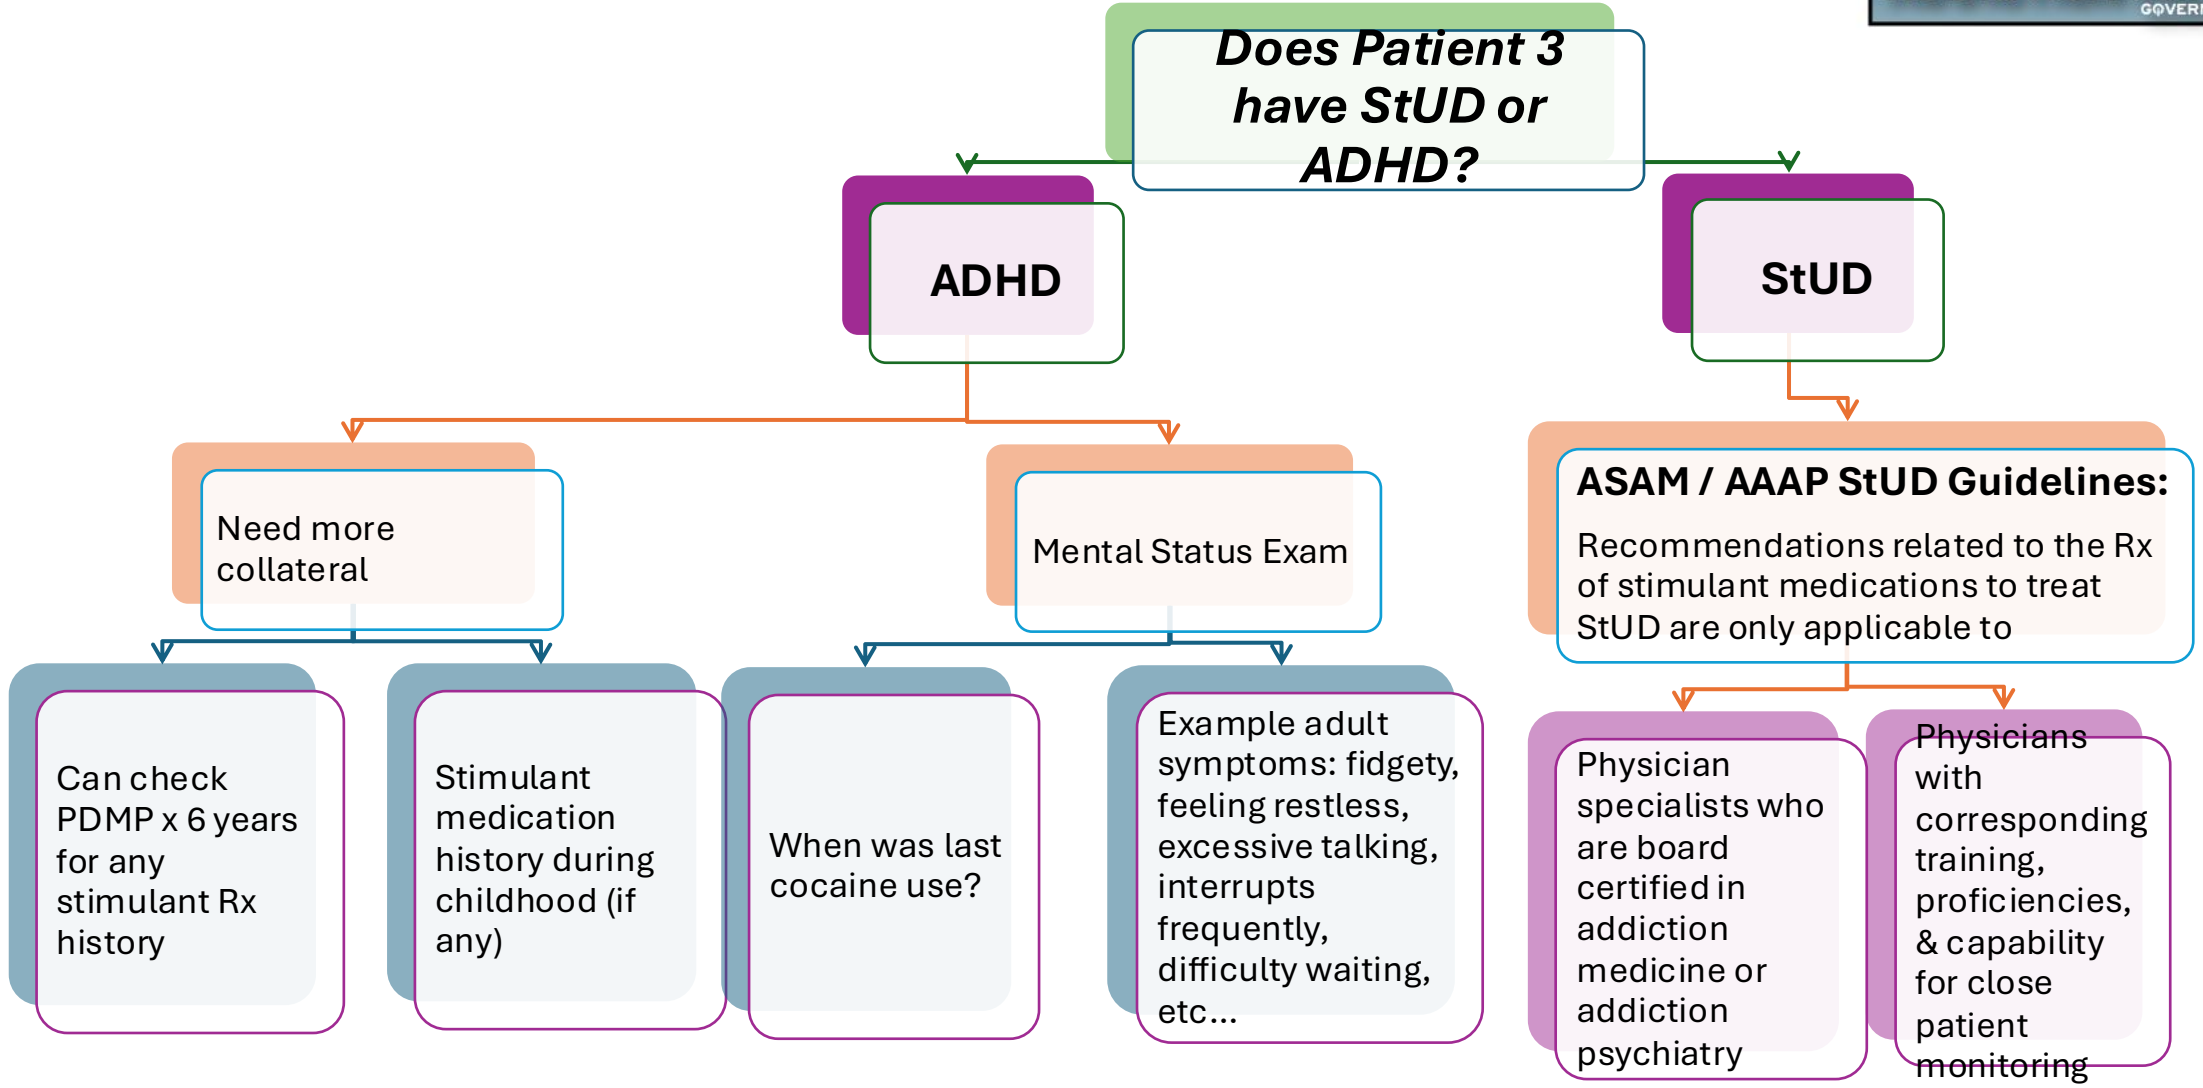 GOVERN
Does Patient 3
have StUD or
ADHD?
ADHD
StUD
Need more
collateral
Mental Status Exam
ASAM / AAAP StUD Guidelines:
Recommendations related to the Rx
of stimulant medications to treat
StUD are only applicable to
Can check
PDMP x 6 years
for any
stimulant Rx
history
Stimulant
medication
history during
childhood (if
any)
When was last
cocaine use?
Example adult
symptoms: fidgety,
feeling restless,
excessive talking,
interrupts
frequently,
difficulty waiting,
etc...
Physician
specialists who
are board
certified in
addiction
medicine or
addiction
psychiatry
Physicians
with
corresponding
training,
proficiencies,
& capability
for close
patient
monitoring